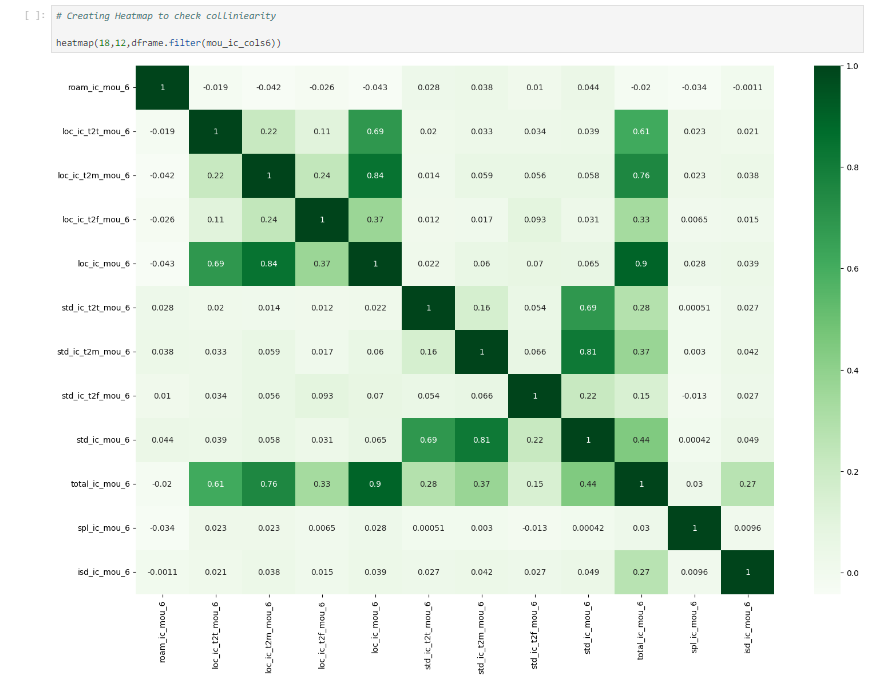 [ ]: # Creating Heatmap to check colliniearity
heatmap(18,12,dframe.filter(mou_ic_cols6))
roam_ic_mou_6 1 -0.019 -0.042 -0.026 -0.043 0.028 0.038 0.01 0.044 -0.02 -0.034 -0.0011
loc_ic_t2t_mou_6 -0.019 1 0.22 0.11 0.69 0.02 0.033 0.034 0.039 0.61 0.023 0.021
loc_ic_t2m_mou_6 -0.042 0.22 1 0.24 0.84 0.014 0.059 0.056 0.058 0.76 0.023 0.038
loc_ic_t2f_mou_6 -0.026 0.11 0.24 1 0.37 0.012 0.017 0.093 0.031 0.33 0.0065 0.015
loc_ic_mou_6 -0.043 0.69 0.84 0.37 1 0.022 0.06 0.07 0.065 0.9 0.028 0.039
std_ic_t2t_mou_6 0.028 0.02 0.014 0.012 0.022 1 0.16 0.054 0.69 0.28 0.00051 0.027
std_ic_t2m_mou_6 0.038 0.033 0.059 0.017 0.06 0.16 1 0.066 0.81 0.37 0.003 0.042
std_ic_t2f_mou_6 0.01 0.034 0.056 0.093 0.07 0.054 0.066 1 0.22 0.15 -0.013 0.027
std_ic_mou_6 0.044 0.039 0.058 0.031 0.065 0.69 0.81 0.22 1 0.44 0.00042 0.049
total_ic_mou_6 -0.02 0.61 0.76 0.33 0.9 0.28 0.37 0.15 0.44 1 0.03 0.27
spl_ic_mou_6 -0.034 0.023 0.023 0.0065 0.028 0.00051 0.003 -0.013 0.00042 0.03 1 0.0096
isd_ic_mou_6 -0.0011 0.021 0.038 0.015 0.039 0.027 0.042 0.027 0.049 0.27 0.0096 1
roam_ic_mou_6
loc_ic_t2t_mou_6
loc_ic_t2m_mou_6
loc_ic_t2f_mou_6
loc_ic_mou_6
std_ic_t2t_mou_6
std_ic_t2m_mou_6
std_ic_t2f_mou_6
std_ic_mou_6
total_ic_mou_6
spl_ic_mou_6
isd_ic_mou_6
1.0
0.8
0.6
0.4
0.2
0.0